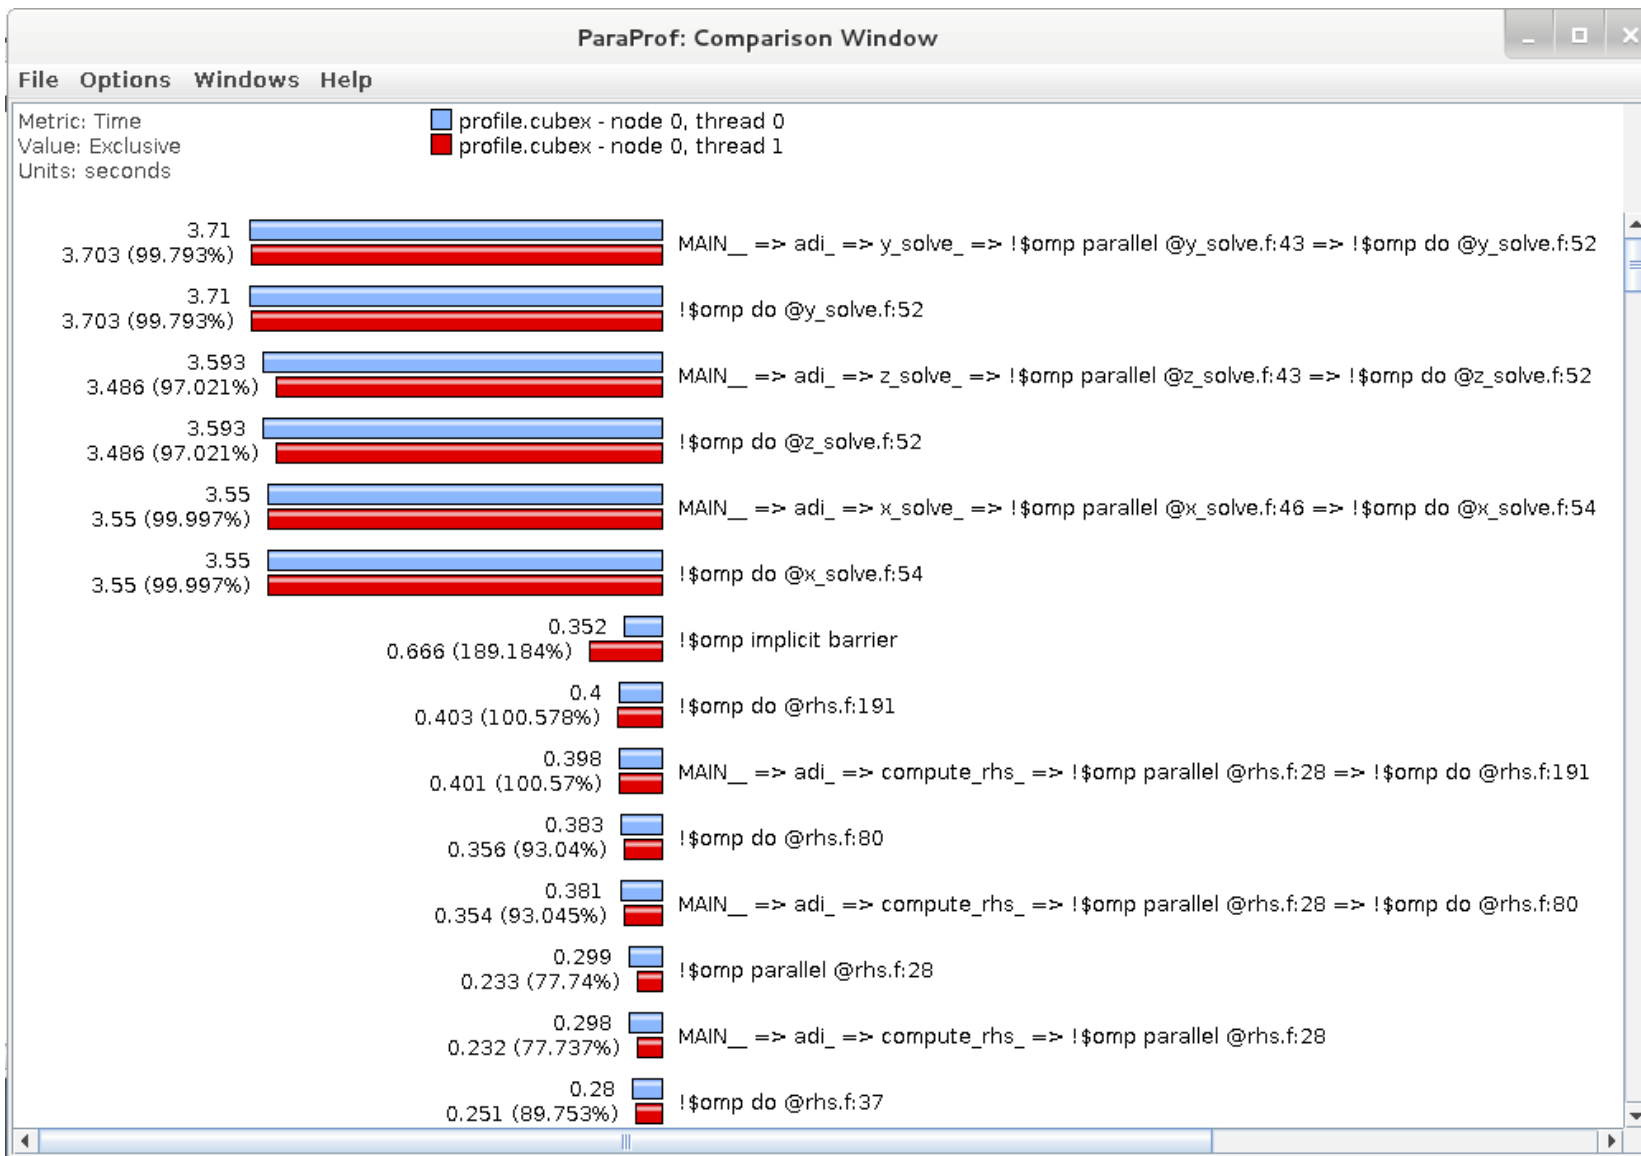 ParaProf: Comparison Window
File Options Windows Help
Metric: Time
Value: Exclusive
Units: seconds
profile.cubex - node 0, thread 0
profile.cubex - node 0, thread 1
3.71
3.703 (99.793%)
MAIN__ => adi_ => y_solve_ => !$omp parallel @y_solve.f:43 => !$omp do @y_solve.f:52
3.71
3.703 (99.793%)
!$omp do @y_solve.f:52
3.593
3.486 (97.021%)
MAIN__ => adi_ => z_solve_ => !$omp parallel @z_solve.f:43 => !$omp do @z_solve.f:52
3.593
3.486 (97.021%)
!$omp do @z_solve.f:52
3.55
3.55 (99.997%)
MAIN__ => adi_ => x_solve_ => !$omp parallel @x_solve.f:46 => !$omp do @x_solve.f:54
3.55
3.55 (99.997%)
!$omp do @x_solve.f:54
0.352
0.666 (189.184%)
!$omp implicit barrier
0.4
0.403 (100.578%)
!$omp do @rhs.f:191
0.398
0.401 (100.57%)
MAIN__ => adi_ => compute_rhs_ => !$omp parallel @rhs.f:28 => !$omp do @rhs.f:191
0.383
0.356 (93.04%)
!$omp do @rhs.f:80
0.381
0.354 (93.045%)
MAIN__ => adi_ => compute_rhs_ => !$omp parallel @rhs.f:28 => !$omp do @rhs.f:80
0.299
0.233 (77.74%)
!$omp parallel @rhs.f:28
0.298
0.232 (77.737%)
MAIN__ => adi_ => compute_rhs_ => !$omp parallel @rhs.f:28
0.28
0.251 (89.753%)
!$omp do @rhs.f:37